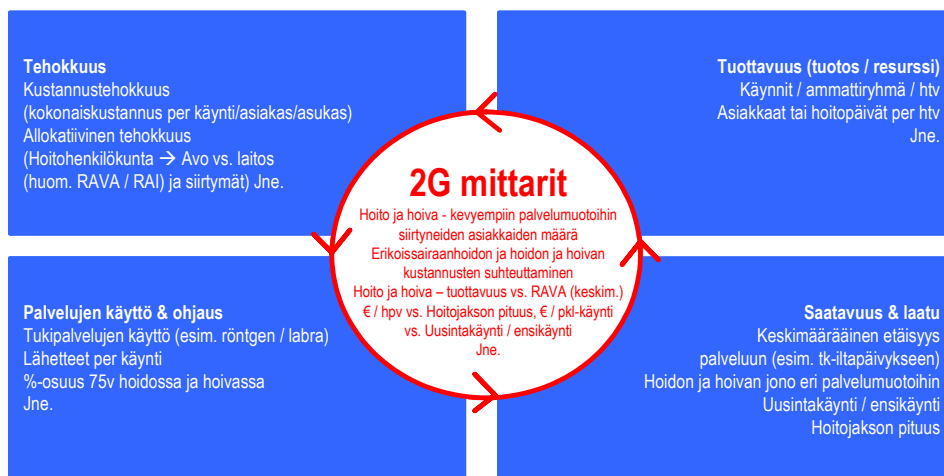 Tehokkuus
Kustannustehokkuus
(kokonaiskustannus per käynti/asiakas/asukas)
Allokatiivinen tehokkuus
(Hoitohenkilökunta → Avo vs. laitos
(huom. RAVA / RAI) ja siirtymät) Jne.
Tuottavuus (tuotos / resurssi)
Käynnit / ammattiryhmä / htv
Asiakkaat tai hoitopäivät per htv
Jne.
2G mittarit
Hoito ja hoiva - kevyempiin palvelumuotoihin
siirtyneiden asiakkaiden määrä
Erikoissairaanhoidon ja hoidon ja hoivan
kustannusten suhteuttaminen
Hoito ja hoiva – tuottavuus vs. RAVA (keskim.)
€ / hpv vs. Hoitojakson pituus, € / pkl-käynti
vs. Uusintakäynti / ensikäynti
Jne.
Palvelujen käyttö & ohjaus
Tukipalvelujen käyttö (esim. röntgen / labra)
Lähetteet per käynti
%-osuus 75v hoidossa ja hoivassa
Jne.
Saatavuus & laatu
Keskimääräinen etäisyys
palveluun (esim. tk-iltapäivykseen)
Hoidon ja hoivan jono eri palvelumuotoihin
Uusintakäynti / ensikäynti
Hoitojakson pituus